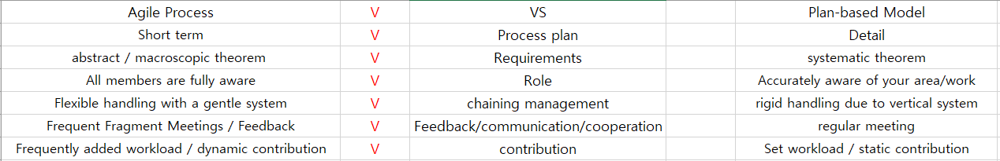 Agile Process V VS Plan-based Model
Short term V Process plan Detail
abstract / macroscopic theorem V Requirements systematic theorem
All members are fully aware V Role Accurately aware of your area/work
Flexible handling with a gentle system V chaining management rigid handling due to vertical system
Frequent Fragment Meetings / Feedback V Feedback/communication/cooperation regular meeting
Frequently added workload / dynamic contribution V contribution Set workload / static contribution